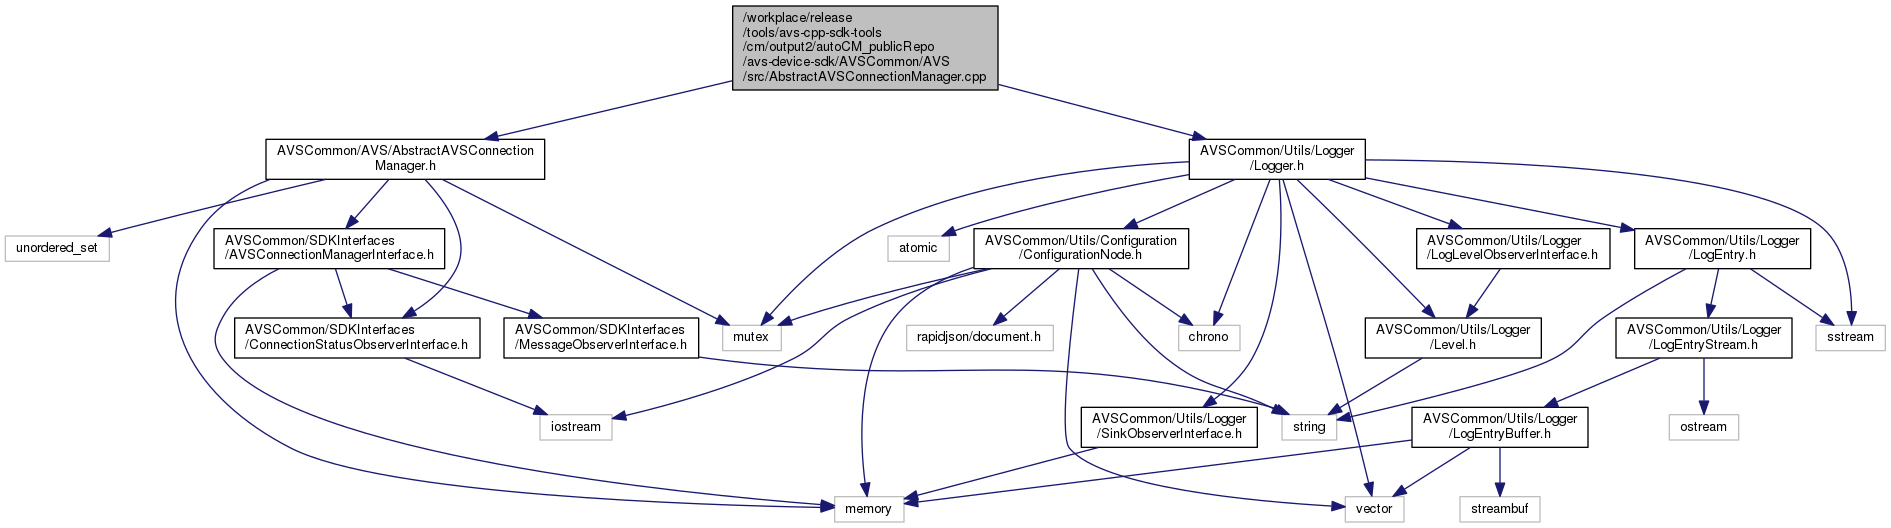 /workplace/release
/tools/avs-cpp-sdk-tools
/cm/output2/autoCM_publicRepo
/avs-device-sdk/AVSCommon/AVS
/src/AbstractAVSConnectionManager.cpp
AVSCommon/AVS/AbstractAVSConnection
Manager.h
AVSCommon/Utils/Logger
/Logger.h
unordered_set
AVSCommon/SDKInterfaces
/AVSConnectionManagerInterface.h
atomic
AVSCommon/Utils/Configuration
/ConfigurationNode.h
AVSCommon/Utils/Logger
/LogLevelObserverInterface.h
AVSCommon/Utils/Logger
/LogEntry.h
AVSCommon/SDKInterfaces
/ConnectionStatusObserverInterface.h
AVSCommon/SDKInterfaces
/MessageObserverInterface.h
mutex
rapidjson/document.h
chrono
AVSCommon/Utils/Logger
/Level.h
AVSCommon/Utils/Logger
/LogEntryStream.h
sstream
iostream
AVSCommon/Utils/Logger
/SinkObserverInterface.h
string
AVSCommon/Utils/Logger
/LogEntryBuffer.h
ostream
memory
vector
streambuf